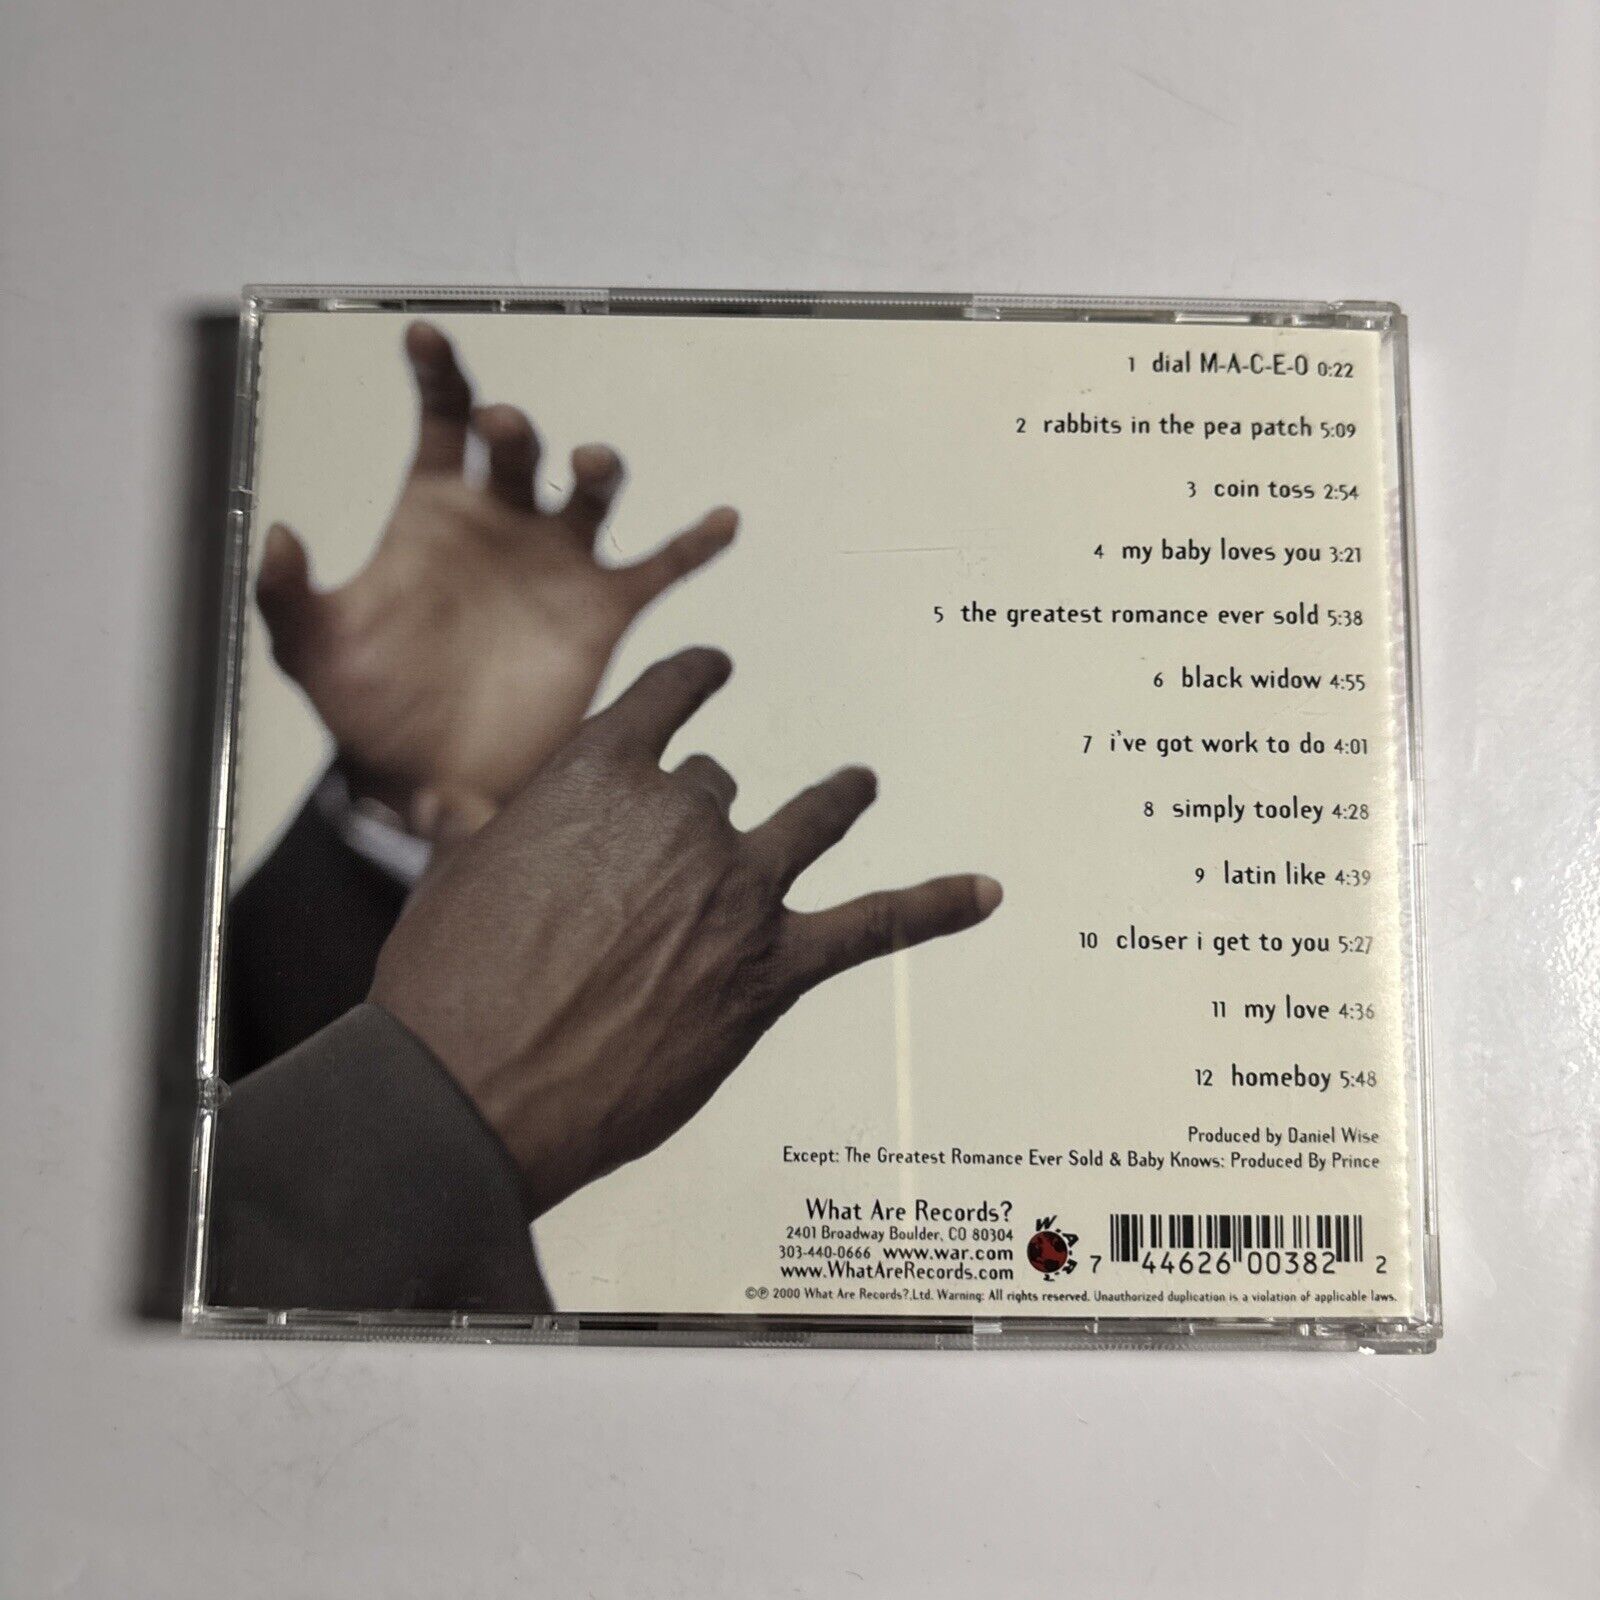 1 dial M-A-C-E-O 0:22
2 rabbits in the pea patch 5:09
3 coin toss 2:54
4 my baby loves you 3:21
5 the greatest romance ever sold 5:38
6 black widow 4:55
7 i've got work to do 4:01
8 simply tooley 4:28
9 latin like 4:39
10 closer i get to you 5:27
11 my love 4:36
12 homeboy 5:48
Produced by Daniel Wise
Except: The Greatest Romance Ever Sold & Baby Knows: Produced By Prince
What Are Records?
2401 Broadway Boulder, CO 80304
303-440-0666 www.war.com
www.WhatAreRecords.com
W.A.R.?
7 44626 00382 2
©℗ 2000 What Are Records?,Ltd. Warning: All rights reserved. Unauthorized duplication is a violation of applicable laws.